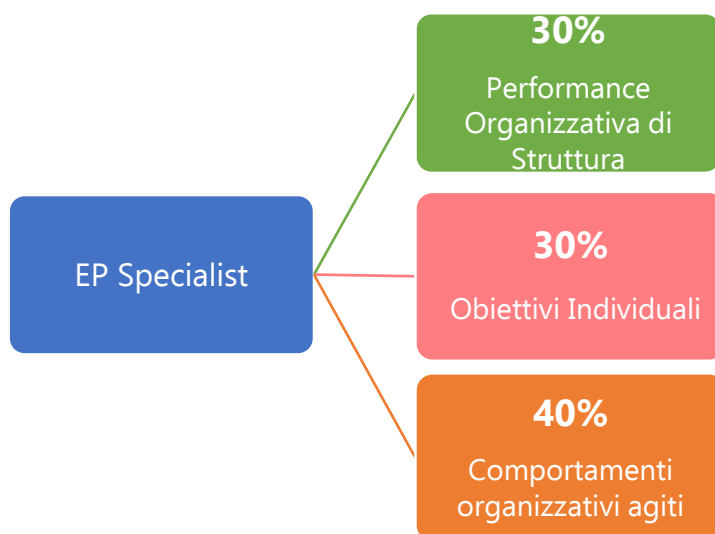 EP Specialist
30%
Performance
Organizzativa di
Struttura
30%
Obiettivi Individuali
40%
Comportamenti
organizzativi agiti